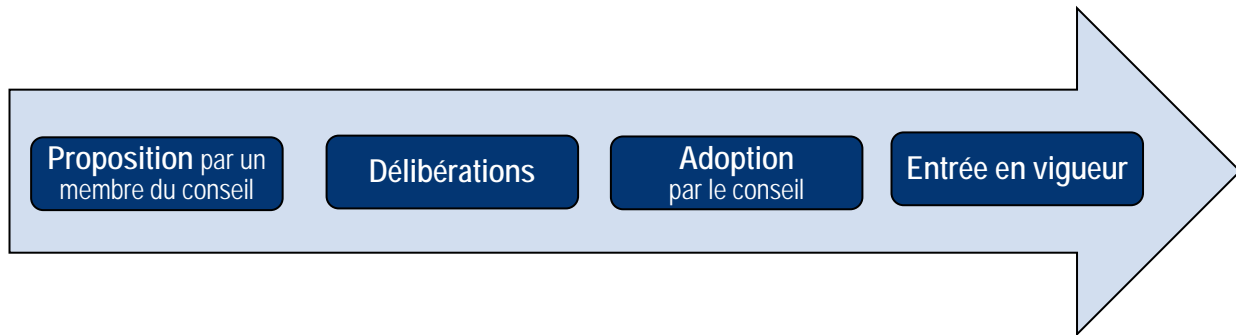 Proposition par un
membre du conseil
Délibérations
Adoption
par le conseil
Entrée en vigueur